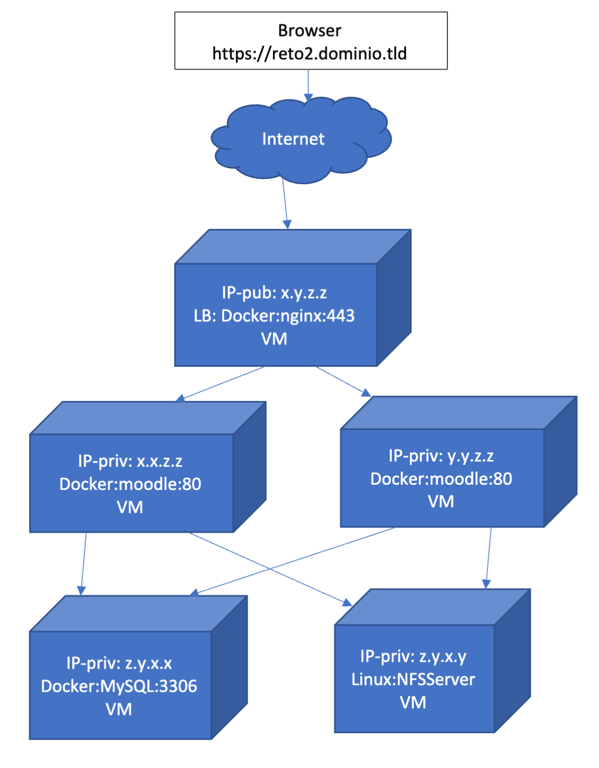 Browser
https://reto2.dominio.tld
Internet
IP-pub: x.y.z.z
LB: Docker:nginx:443
VM
IP-priv: x.x.z.z
Docker:moodle:80
VM
IP-priv: y.y.z.z
Docker:moodle:80
VM
IP-priv: z.y.x.x
Docker:MySQL:3306
VM
IP-priv: z.y.x.y
Linux:NFSServer
VM